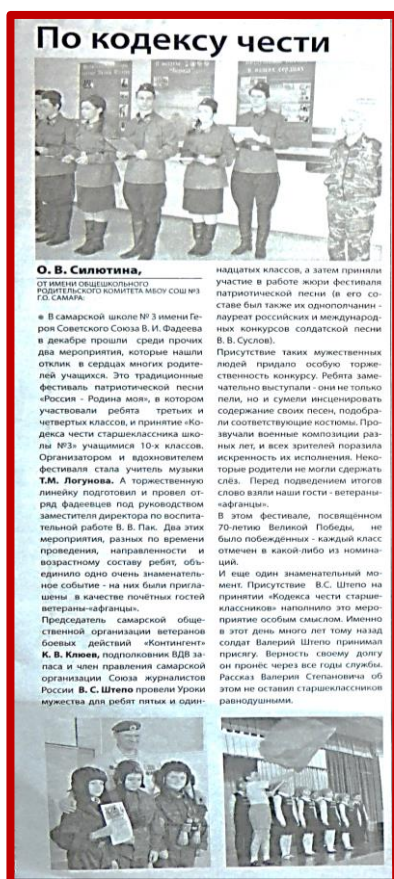 По кодексу чести
О. В. Силютина,
ОТ ИМЕНИ ОБЩЕШКОЛЬНОГО
РОДИТЕЛЬСКОГО КОМИТЕТА МБОУ СОШ №3
Г.О. САМАРА:
В самарской школе № 3 имени Ге-
роя Советского Союза В. И. Фадеева
в декабре прошли среди прочих
два мероприятия, которые нашли
отклик в сердцах многих родите-
лей учащихся. Это традиционные
фестиваль патриотической песни
«Россия - Родина моя», в котором
участвовали ребята третьих и
четвертых классов, и принятие «Ко-
декса чести старшеклассника шко-
лы №3» учащимися 10-х классов.
Организатором и вдохновителем
фестиваля стала учитель музыки
Т.М. Логунова. А торжественную
линейку подготовил и провел от-
ряд фадеевцев под руководством
заместителя директора по воспита-
тельной работе В. В. Пак. Два этих
мероприятия, разных по времени
проведения, направленности и
возрастному составу ребят, объ-
единило одно очень знаменатель-
ное событие - на них были пригла-
шены в качестве почётных гостей
ветераны-«афганцы».
Председатель самарской обще-
ственной организации ветеранов
боевых действий «Контингент»
К. В. Клюев, подполковник ВДВ за-
паса и член правления самарской
организации Союза журналистов
России В. С. Штепо провели Уроки
мужества для ребят пятых и один-
надцатых классов, а затем приняли
участие в работе жюри фестиваля
патриотической песни (в его со-
ставе был также их однополчанин -
лауреат российских и международ-
ных конкурсов солдатской песни
В. В. Суслов).
Присутствие таких мужественных
людей придало особую торже-
ственность конкурсу. Ребята заме-
чательно выступали - они не только
пели, но и сумели инсценировать
содержание своих песен, подобра-
ли соответствующие костюмы. Про-
звучали военные композиции раз-
ных лет, и всех зрителей поразила
искренность их исполнения. Неко-
торые родители не могли сдержать
слёз. Перед подведением итогов
слово взяли наши гости - ветераны-
«афганцы».
В этом фестивале, посвящённом
70-летию Великой Победы, не
было побеждённых - каждый класс
отмечен в какой-либо из номина-
ций.
И еще один знаменательный мо-
мент. Присутствие В.С. Штепо на
принятии «Кодекса чести старше-
классников» наполнило это меро-
приятие особым смыслом. Именно
в этот день много лет тому назад
солдат Валерий Штепо принимал
присягу. Верность своему долгу
он пронёс через все годы службы.
Рассказ Валерия Степановича об
этом не оставил старшеклассников
равнодушными.